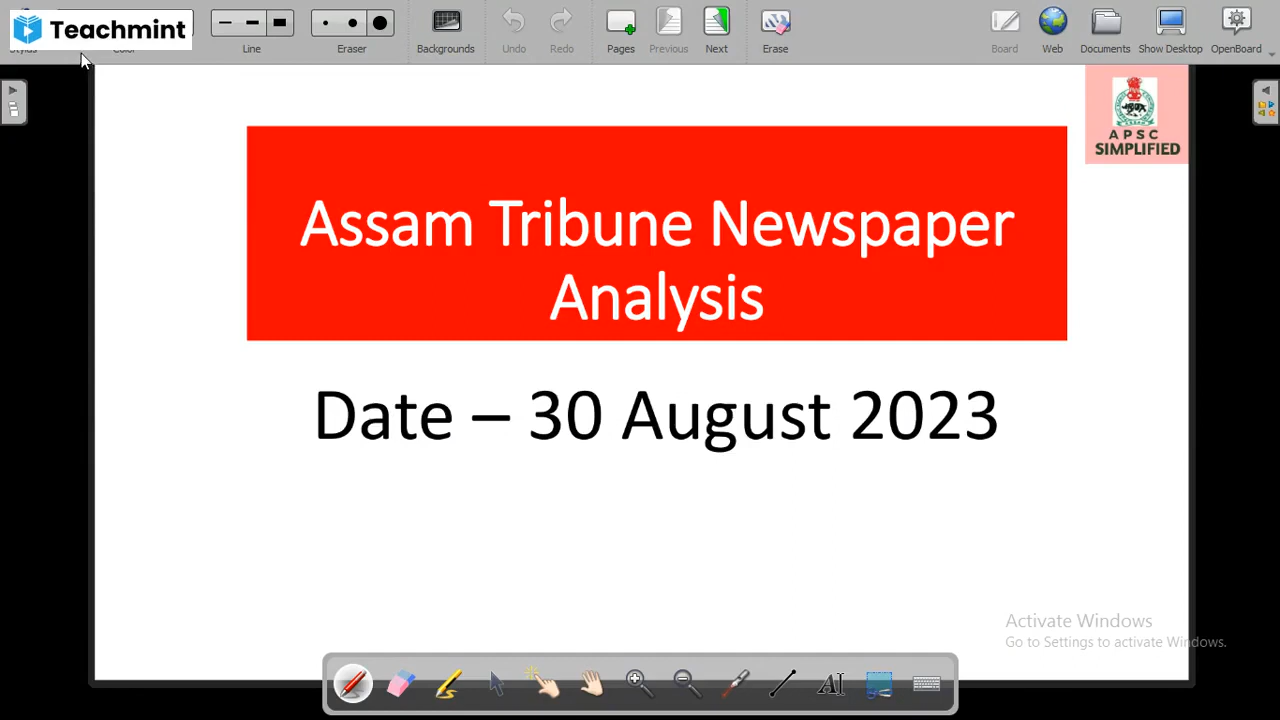 Teachmint
Line
Eraser
Backgrounds
Undo
Redo
Pages
Previous
Next
Erase
Board
Web
Documents
Show Desktop
OpenBoard
APSC
SIMPLIFIED
Assam Tribune Newspaper
Analysis
Date – 30 August 2023
Activate Windows
Go to Settings to activate Windows.
AI